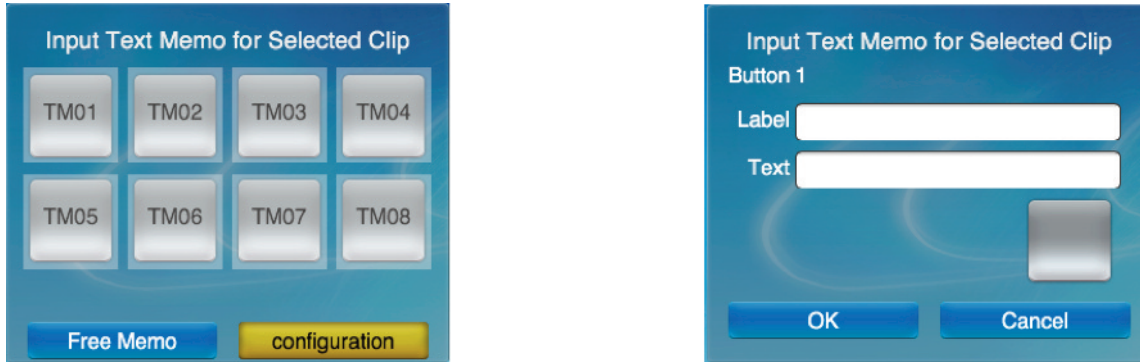 Input Text Memo for Selected Clip
TM01 TM02 TM03 TM04
TM05 TM06 TM07 TM08
Free Memo configuration
Input Text Memo for Selected Clip
Button 1
Label
Text
OK Cancel